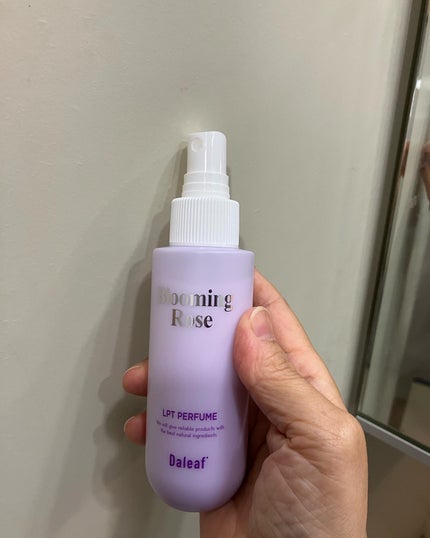 Blooming
Rose
LPT PERFUME
We will give reliable products with
the best natural ingredients
Daleaf